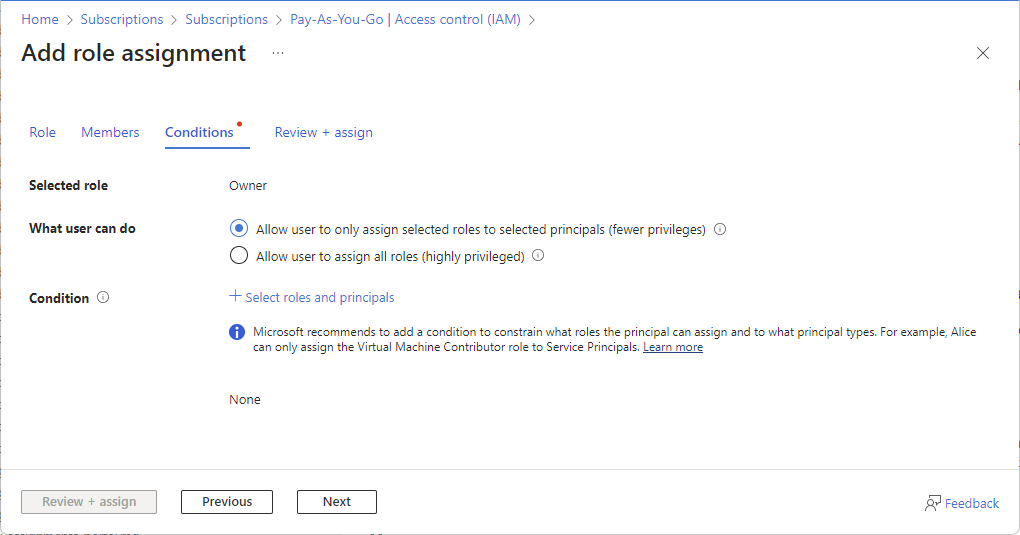 Home > Subscriptions > Subscriptions > Pay-As-You-Go | Access control (IAM) >
Add role assignment ...
Role Members Conditions Review + assign
Selected role Owner
What user can do Allow user to only assign selected roles to selected principals (fewer privileges)
Allow user to assign all roles (highly privileged)
Condition + Select roles and principals
Microsoft recommends to add a condition to constrain what roles the principal can assign and to what principal types. For example, Alice
can only assign the Virtual Machine Contributor role to Service Principals. Learn more
None
Review + assign Previous Next Feedback